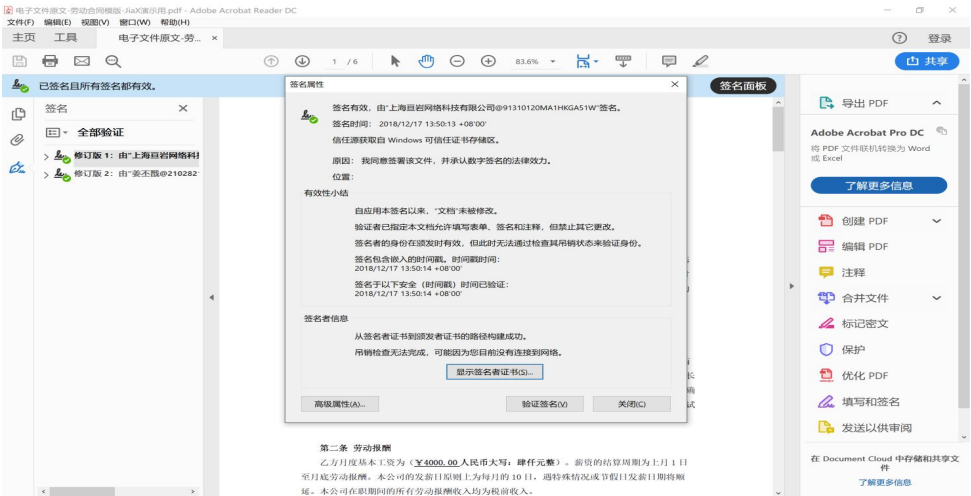 电子文件原文-劳动合同模版-JiaX演示用.pdf - Adobe Acrobat Reader DC
文件(F) 编辑(E) 视图(V) 窗口(W) 帮助(H)
主页 工具 电子文件原文-劳... ×
登录
1 / 6 83.6%
共享
已签名且所有签名都有效。
签名面板
签名 ×
全部验证
修订版 1: 由"上海亘岩网络科
修订版 2: 由"姜丕戬@210282
签名属性
签名有效，由"上海亘岩网络科技有限公司@91310120MA1HKGA51W"签名。
签名时间: 2018/12/17 13:50:13 +08'00'
信任源获取自 Windows 可信任证书存储区。
原因: 我同意签署该文件，并承认数字签名的法律效力。
位置:
有效性小结
自应用本签名以来，"文档"未被修改。
验证者已指定本文档允许填写表单、签名和注释，但禁止其它更改。
签名者的身份在颁发时有效，但此时无法通过检查其吊销状态来验证身份。
签名包含嵌入的时间戳。时间戳时间:
2018/12/17 13:50:14 +08'00'
签名于以下安全（时间戳）时间已验证:
2018/12/17 13:50:14 +08'00'
签署者信息
从签名者证书到颁发者证书的路径构建成功。
吊销检查无法完成，可能因为您目前没有连接到网络。
显示签名者证书(S)...
高级属性(A)...
验证签名(V)
关闭(C)
第二条 劳动报酬
乙方月度基本工资为（¥4000.00人民币大写：肆仟元整）。薪资的结算周期为上月 1 日
至月底劳动报酬。本公司的发薪日原则上为每月的 10 日，遇特殊情况或节假日发薪日期将顺
延。本公司在职期间的所有劳动报酬收入均为税前收入。
导出 PDF
Adobe Acrobat Pro DC
将 PDF 文件联机转换为 Word
或 Excel
了解更多信息
创建 PDF
编辑 PDF
注释
合并文件
标记密文
保护
优化 PDF
填写和签名
发送以供审阅
在 Document Cloud 中存储和共享文
件
了解更多信息